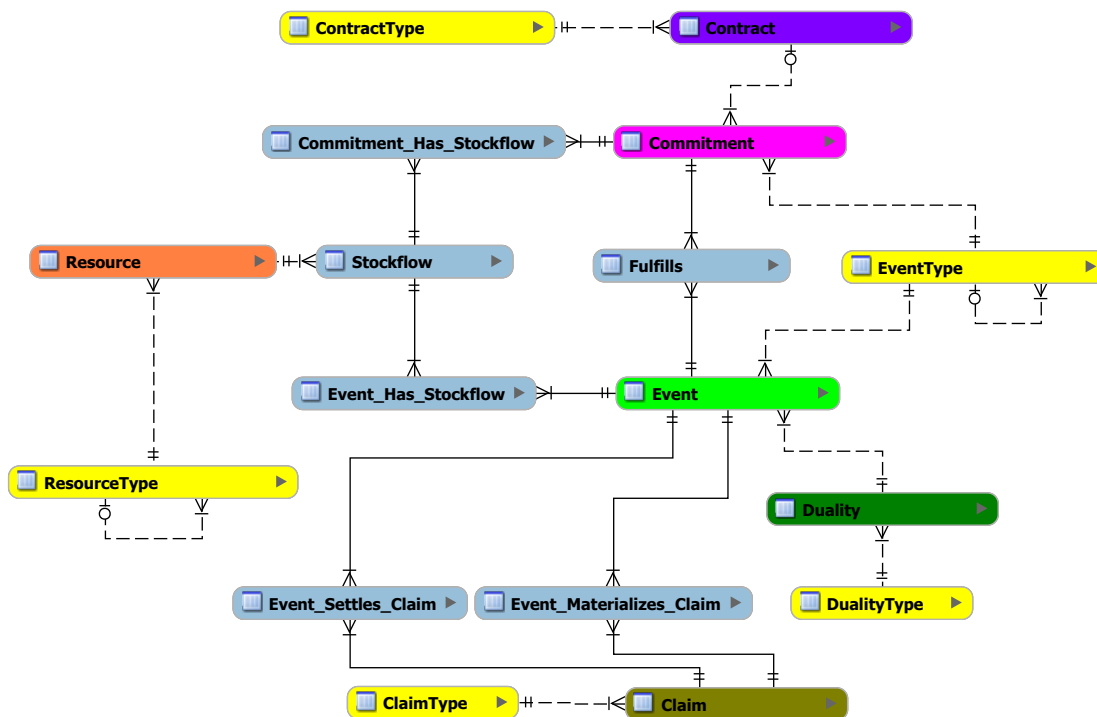 ContractType
Contract
Commitment_Has_Stockflow
Commitment
Resource
Stockflow
Fulfills
EventType
Event_Has_Stockflow
Event
ResourceType
Duality
Event_Settles_Claim
Event_Materializes_Claim
DualityType
ClaimType
Claim